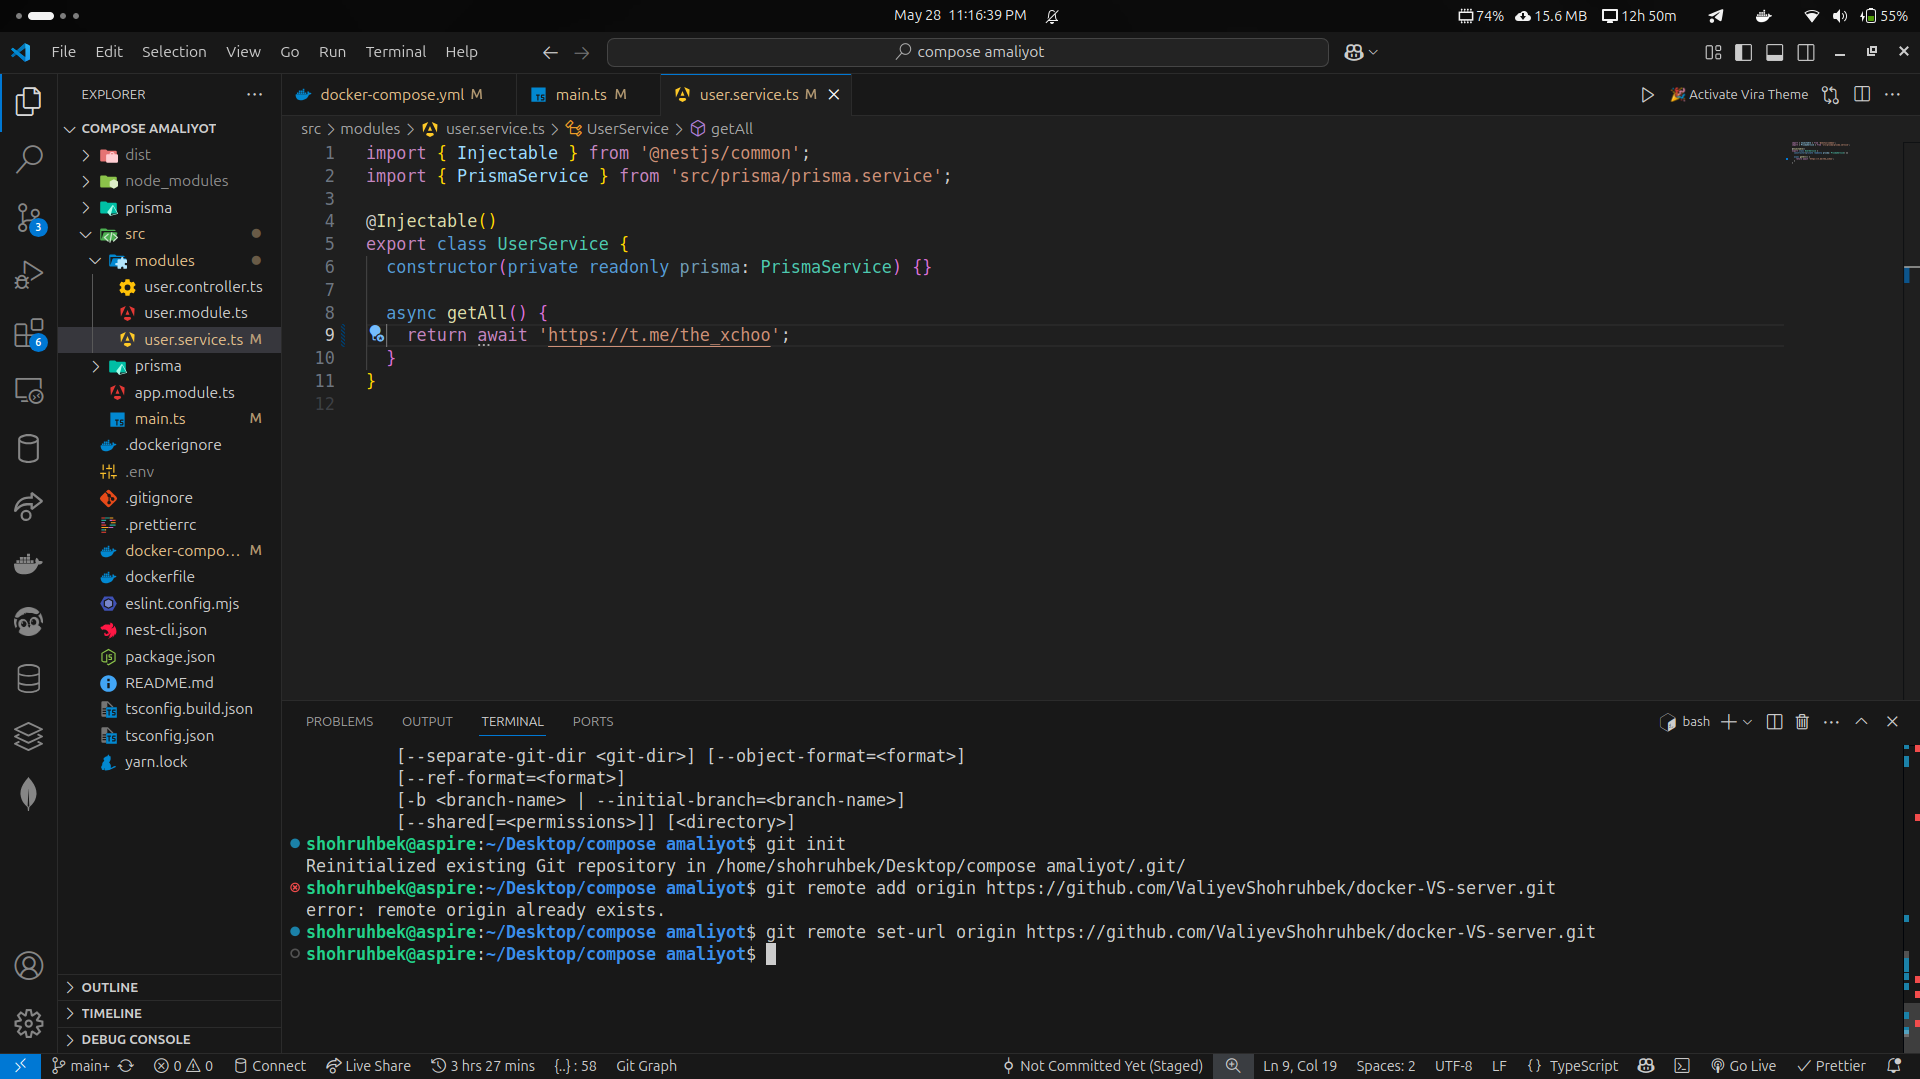 May 28 11:16:39 PM
74%
15.6 MB
12h 50m
55%
File Edit Selection View Go Run Terminal Help
compose amaliyot
EXPLORER
COMPOSE AMALIYOT
dist
node_modules
prisma
src
modules
user.controller.ts
user.module.ts
user.service.ts M
prisma
app.module.ts
main.ts M
.dockerignore
.env
.gitignore
.prettierrc
docker-compo... M
dockerfile
eslint.config.mjs
nest-cli.json
package.json
README.md
tsconfig.build.json
tsconfig.json
yarn.lock
OUTLINE
TIMELINE
DEBUG CONSOLE
3
6
docker-compose.yml M
main.ts M
user.service.ts M
Activate Vira Theme
src > modules > user.service.ts > UserService > getAll
1 import { Injectable } from '@nestjs/common';
2 import { PrismaService } from 'src/prisma/prisma.service';
3
4 @Injectable()
5 export class UserService {
6 constructor(private readonly prisma: PrismaService) {}
7
8 async getAll() {
9 return await 'https://t.me/the_xchoo';
10 }
11 }
12
PROBLEMS OUTPUT TERMINAL PORTS
bash
[--separate-git-dir <git-dir>] [--object-format=<format>]
[--ref-format=<format>]
[-b <branch-name> | --initial-branch=<branch-name>]
[--shared[=<permissions>]] [<directory>]
shohruhbek@aspire:~/Desktop/compose amaliyot$ git init
Reinitialized existing Git repository in /home/shohruhbek/Desktop/compose amaliyot/.git/
shohruhbek@aspire:~/Desktop/compose amaliyot$ git remote add origin https://github.com/ValiyevShohruhbek/docker-VS-server.git
error: remote origin already exists.
shohruhbek@aspire:~/Desktop/compose amaliyot$ git remote set-url origin https://github.com/ValiyevShohruhbek/docker-VS-server.git
shohruhbek@aspire:~/Desktop/compose amaliyot$
main+ 0 0 Connect Live Share 3 hrs 27 mins {..} : 58 Git Graph Not Committed Yet (Staged) Ln 9, Col 19 Spaces: 2 UTF-8 LF {} TypeScript Go Live Prettier